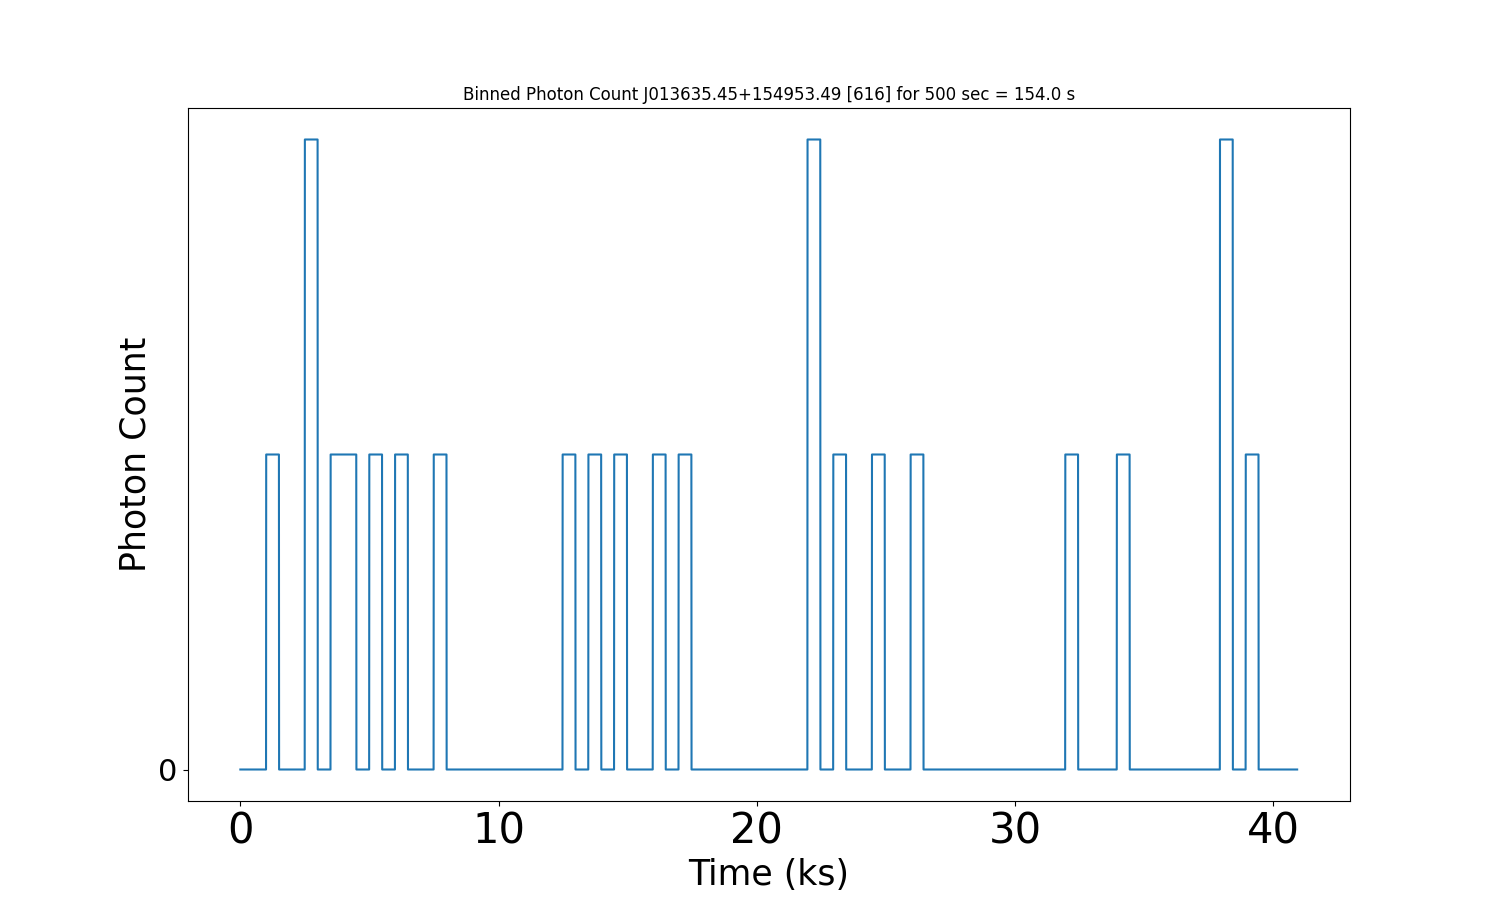 Binned Photon Count J013635.45+154953.49 [616] for 500 sec = 154.0 s
Photon Count
0
0 10 20 30 40
Time (ks)